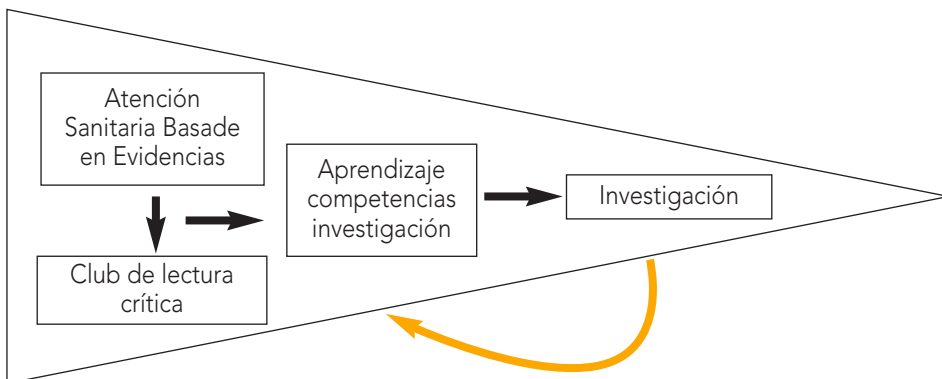 Atención
Sanitaria Basade
en Evidencias
Club de lectura
crítica
Aprendizaje
competencias
investigación
Investigación